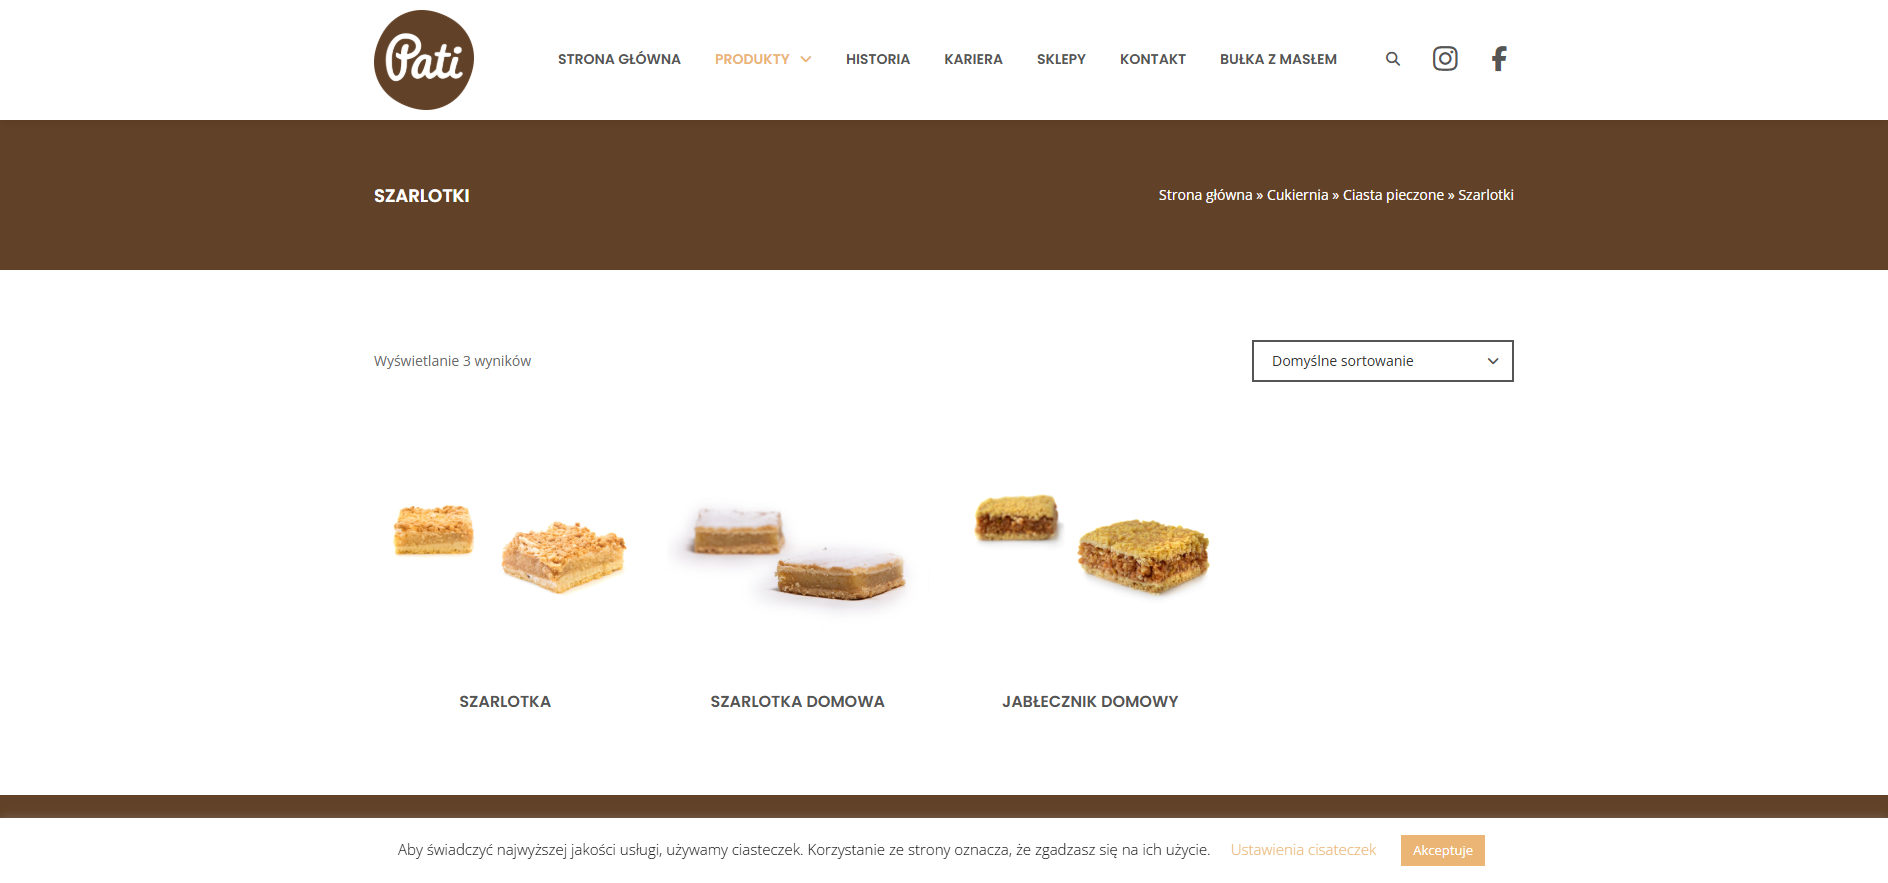 Pati
STRONA GŁÓWNA PRODUKTY HISTORIA KARIERA SKLEPY KONTAKT BUŁKA Z MASŁEM
SZARLOTKI
Strona główna » Cukiernia » Ciasta pieczone » Szarlotki
Wyświetlanie 3 wyników
Domyślne sortowanie
SZARLOTKA
SZARLOTKA DOMOWA
JABŁECZNIK DOMOWY
Aby świadczyć najwyższej jakości usługi, używamy ciasteczek. Korzystanie ze strony oznacza, że zgadzasz się na ich użycie. Ustawienia cisateczek Akceptuje